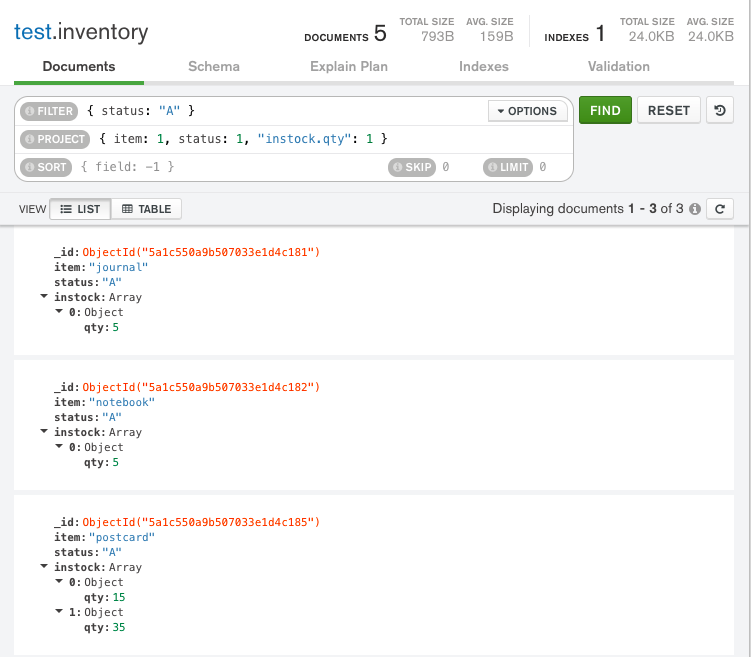 test.inventory
DOCUMENTS 5 TOTAL SIZE 793B AVG. SIZE 159B INDEXES 1 TOTAL SIZE 24.0KB AVG. SIZE 24.0KB
Documents Schema Explain Plan Indexes Validation
FILTER { status: "A" } OPTIONS FIND RESET
PROJECT { item: 1, status: 1, "instock.qty": 1 }
SORT { field: -1 } SKIP 0 LIMIT 0
VIEW LIST TABLE Displaying documents 1 - 3 of 3
_id: ObjectId("5a1c550a9b507033e1d4c181")
item: "journal"
status: "A"
instock: Array
0: Object
qty: 5
_id: ObjectId("5a1c550a9b507033e1d4c182")
item: "notebook"
status: "A"
instock: Array
0: Object
qty: 5
_id: ObjectId("5a1c550a9b507033e1d4c185")
item: "postcard"
status: "A"
instock: Array
0: Object
qty: 15
1: Object
qty: 35